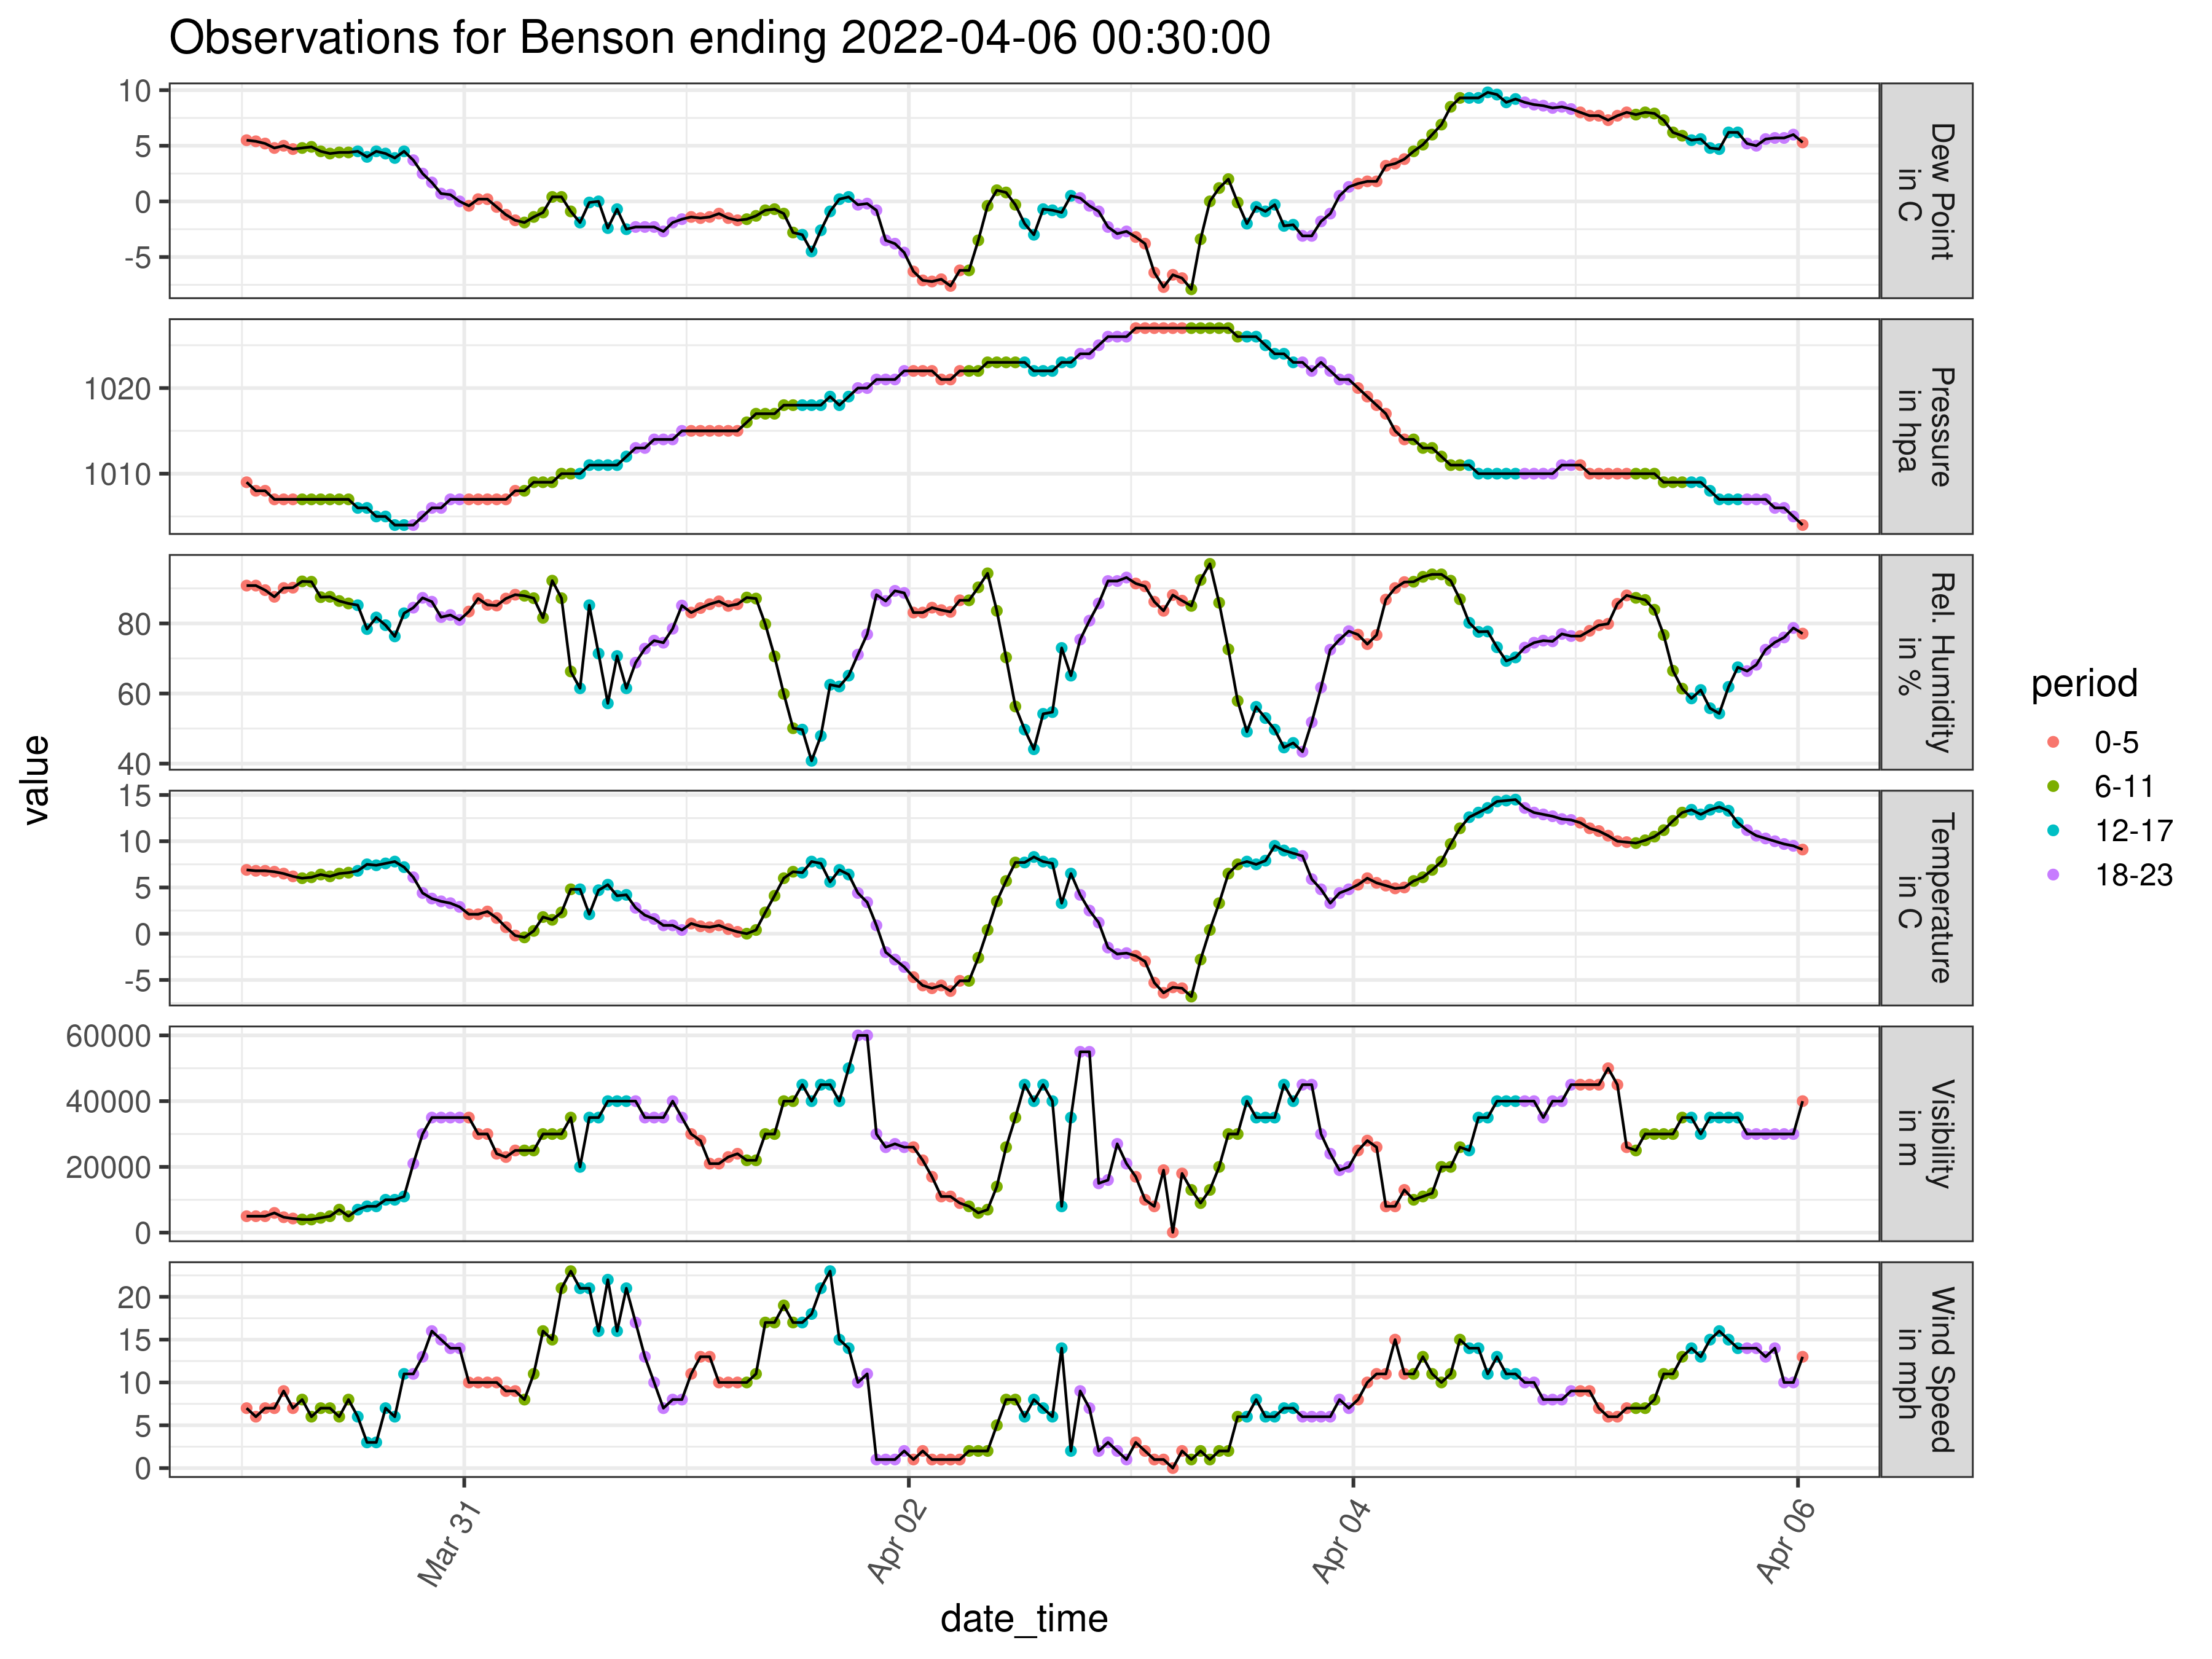 Observations for Benson ending 2022-04-06 00:30:00
value
10
5
0
-5
Dew Point
in C
1020
1010
Pressure
in hpa
80
60
40
Rel. Humidity
in %
15
10
5
0
-5
Temperature
in C
60000
40000
20000
0
Visibility
in m
20
15
10
5
0
Wind Speed
in mph
Mar 31
Apr 02
Apr 04
Apr 06
date_time
period
0-5
6-11
12-17
18-23